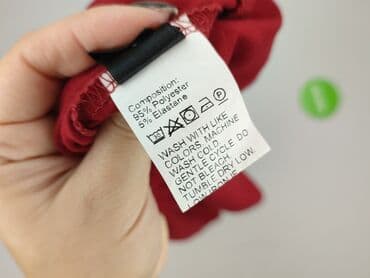 Composition:
95% Polyester
5% Elastane
WASH WITH LIKE
COLORS, MACHINE
WASH COLD
GENTLE CYCLE DO
NOT BLEACH
TUMBLE DRY LOW.